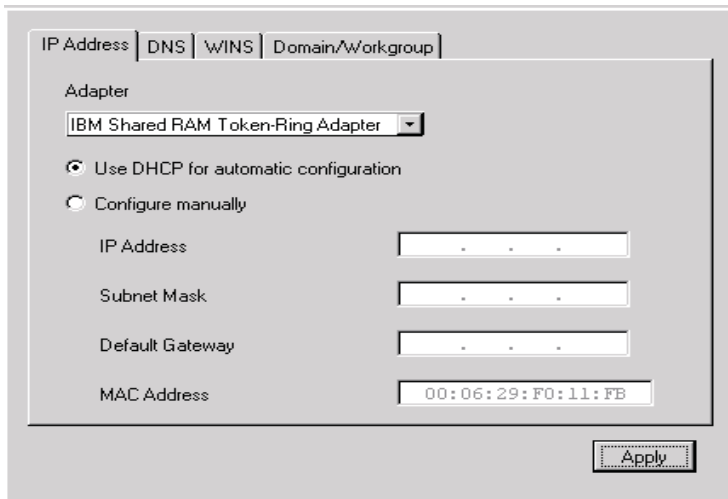 IP Address DNS WINS Domain/Workgroup
Adapter
IBM Shared RAM Token-Ring Adapter
Use DHCP for automatic configuration
Configure manually
IP Address . . .
Subnet Mask . . .
Default Gateway . . .
MAC Address 00:06:29:F0:11:FB
Apply